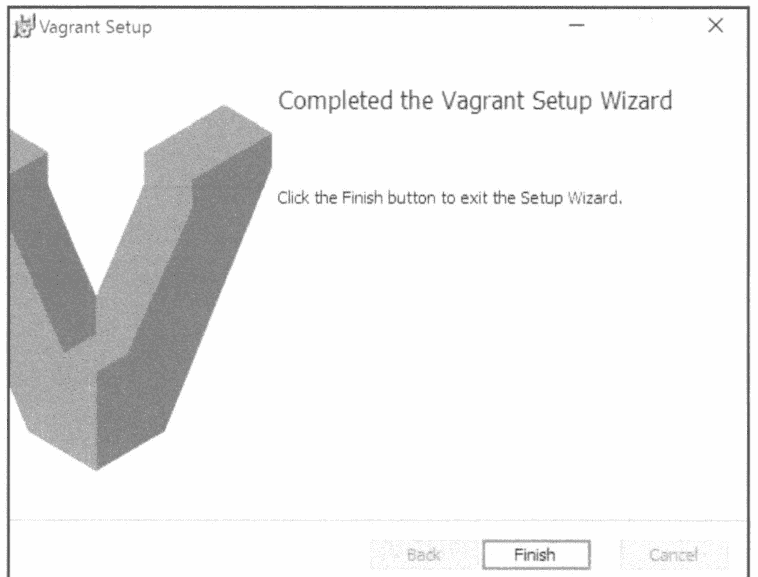 Vagrant Setup
Completed the Vagrant Setup Wizard
Click the Finish button to exit the Setup Wizard.
Back Finish Cancel